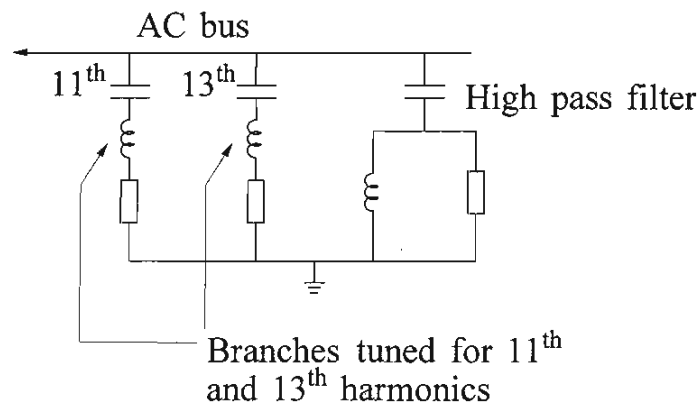 AC bus
11th
13th
High pass filter
Branches tuned for 11th
and 13th harmonics